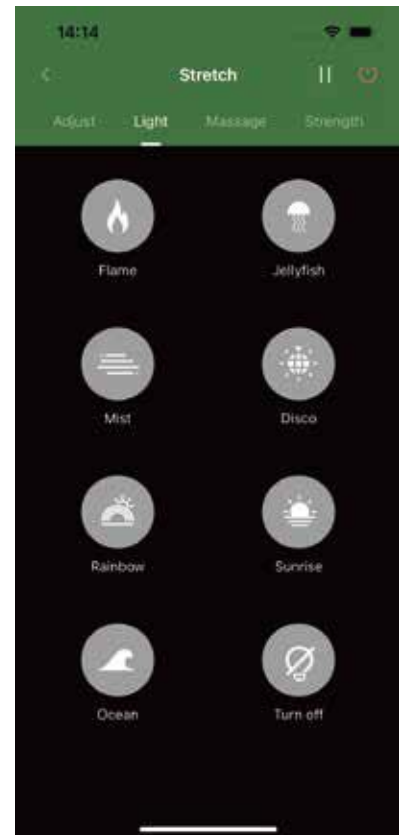 14:14
Stretch
Adjust Light Massage Strength
Flame Jellyfish
Mist Disco
Rainbow Sunrise
Ocean Turn off